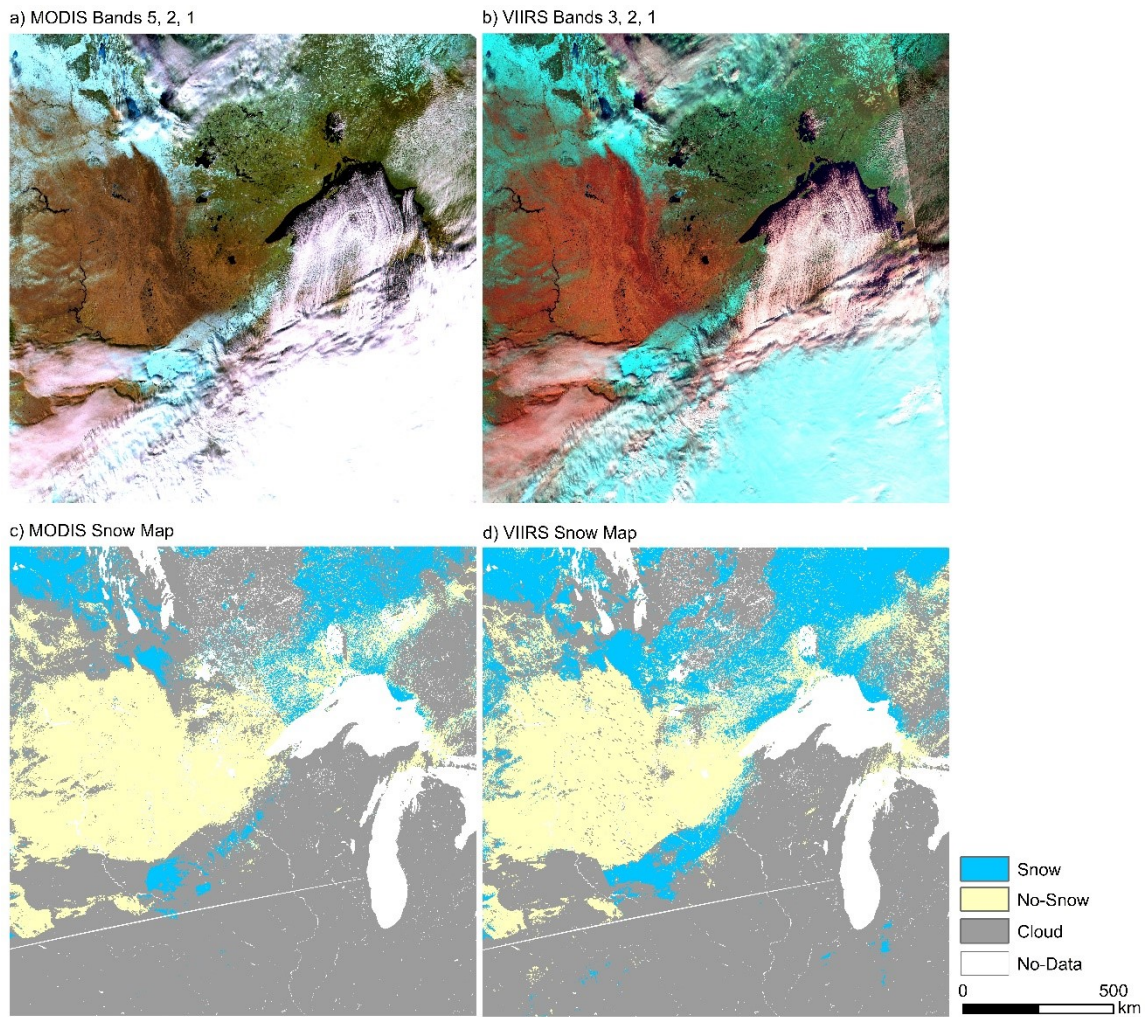 a) MODIS Bands 5, 2, 1
b) VIIRS Bands 3, 2, 1
c) MODIS Snow Map
d) VIIRS Snow Map
Snow
No-Snow
Cloud
No-Data
0 500
km